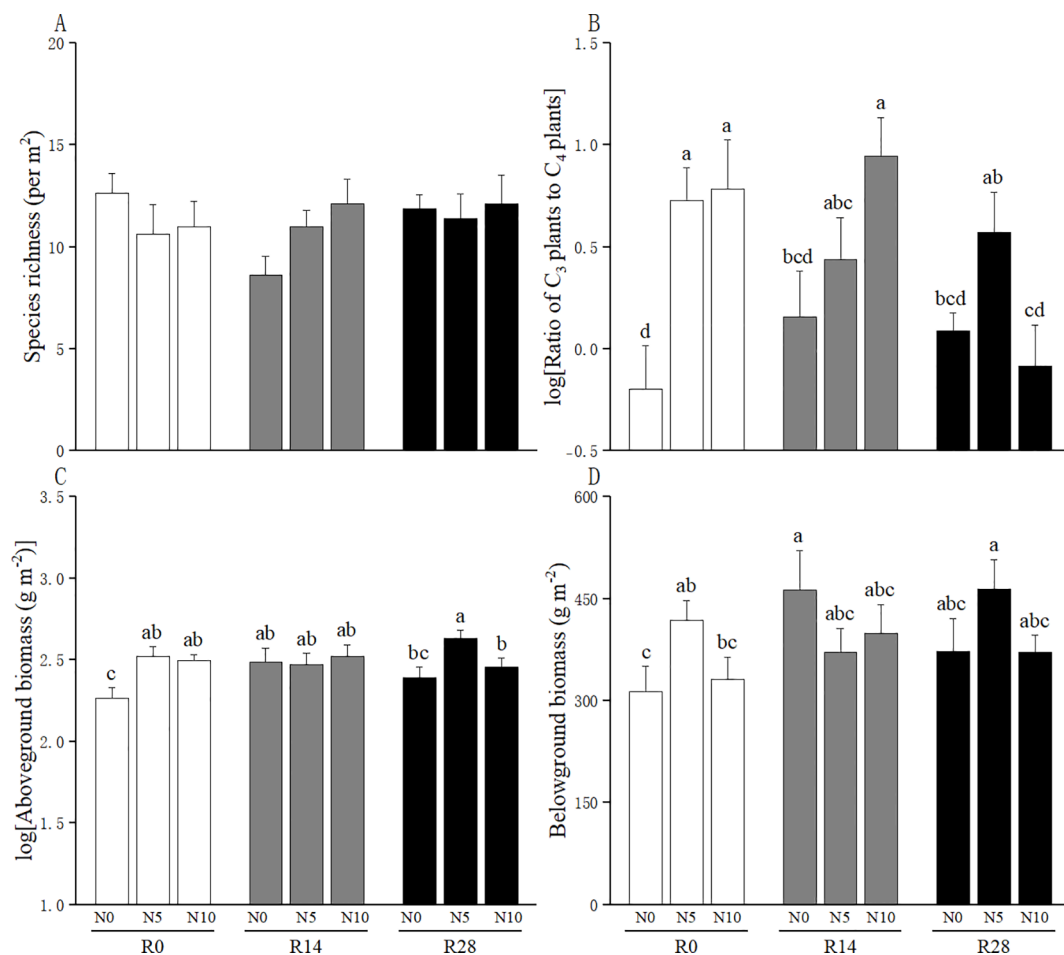 A
20
15
10
5
0
Species richness (per m²)
B
1.5
1.0
0.5
0.0
-0.5
log[Ratio of C₃ plants to C₄ plants]
d
a
a
bcd
abc
a
bcd
ab
cd
C
3.5
3.0
2.5
2.0
1.5
1.0
log[Aboveground biomass (g m⁻²)]
c
ab
ab
ab
ab
ab
bc
a
b
N0 N5 N10 N0 N5 N10 N0 N5 N10
R0 R14 R28
D
600
450
300
150
0
Belowground biomass (g m⁻²)
c
ab
bc
a
abc
abc
abc
a
abc
N0 N5 N10 N0 N5 N10 N0 N5 N10
R0 R14 R28